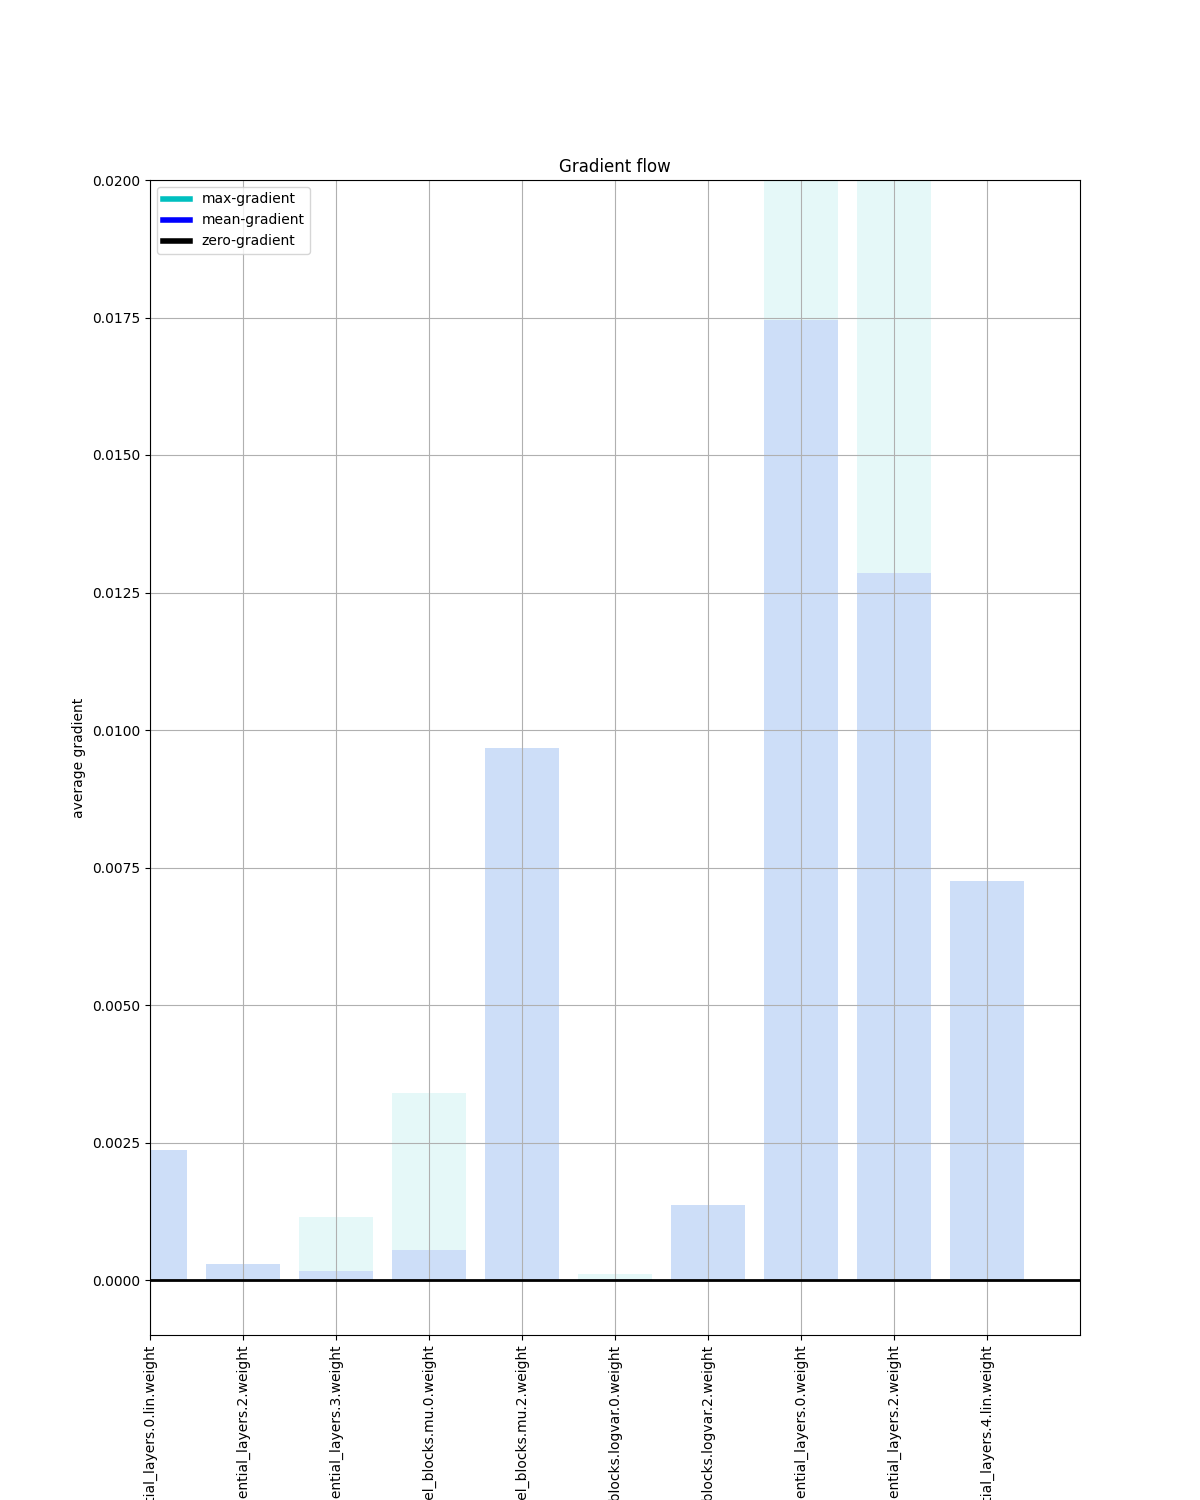 Gradient flow
max-gradient
mean-gradient
zero-gradient
average gradient
0.0200
0.0175
0.0150
0.0125
0.0100
0.0075
0.0050
0.0025
0.0000
tial_layers.0.lin.weight
ential_layers.2.weight
ential_layers.3.weight
el_blocks.mu.0.weight
el_blocks.mu.2.weight
blocks.logvar.0.weight
blocks.logvar.2.weight
ential_layers.0.weight
ential_layers.2.weight
tial_layers.4.lin.weight